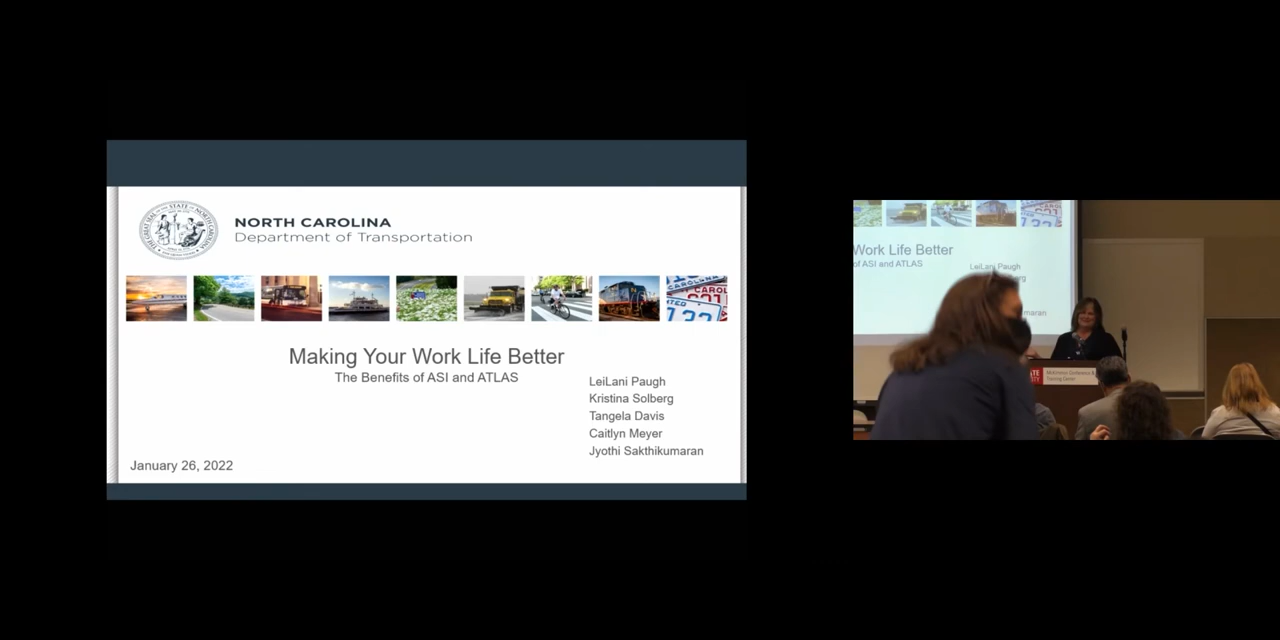 NORTH CAROLINA
Department of Transportation
Making Your Work Life Better
The Benefits of ASI and ATLAS
LeiLani Paugh
Kristina Solberg
Tangela Davis
Caitlyn Meyer
Jyothi Sakthikumaran
January 26, 2022
Work Life Better
of ASI and ATLAS
LeiLani Paugh
maran